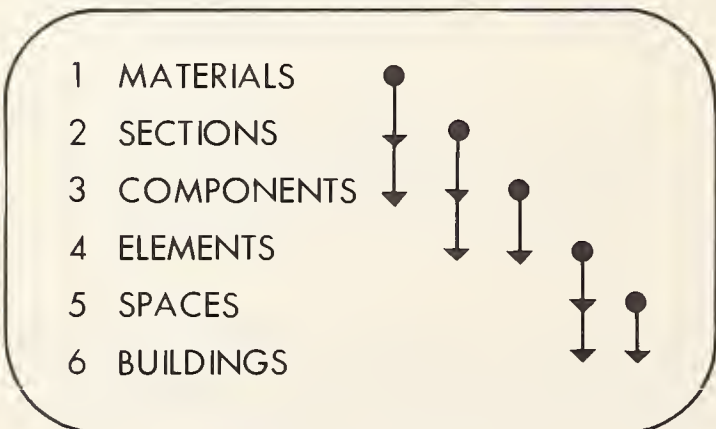 1 MATERIALS
2 SECTIONS
3 COMPONENTS
4 ELEMENTS
5 SPACES
6 BUILDINGS